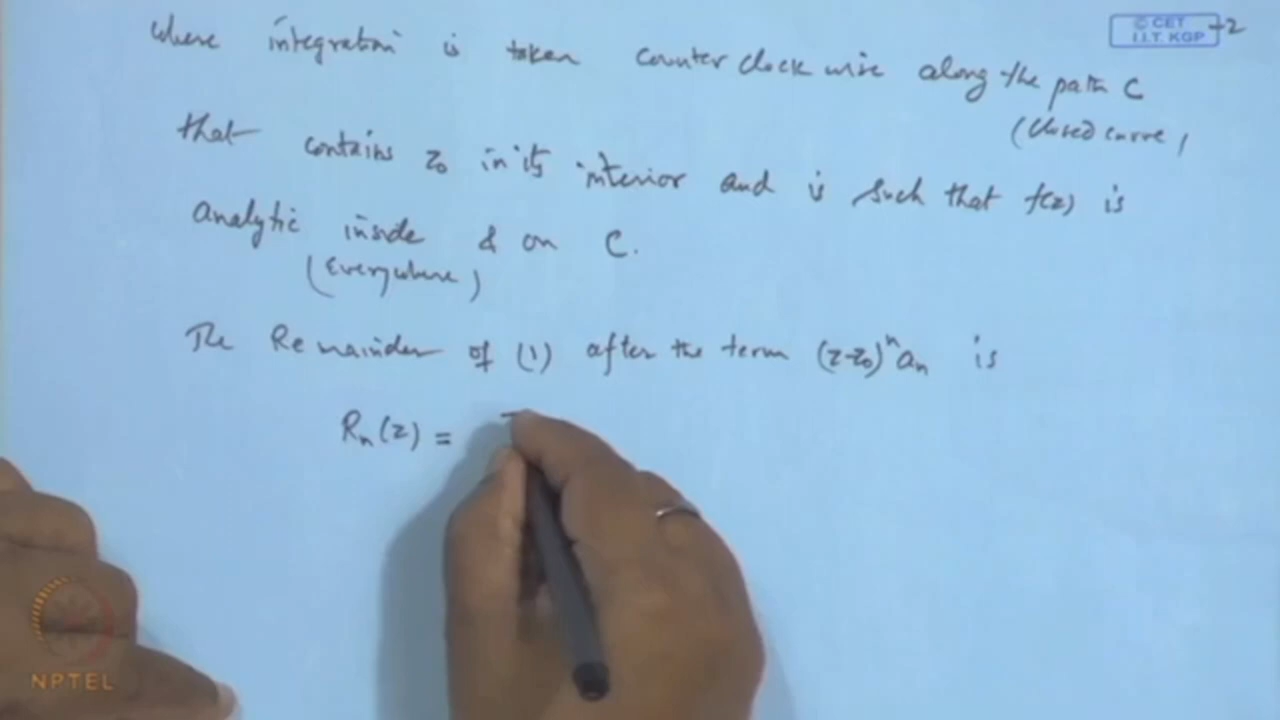 © CET
I.I.T. KGP
-2
where integration is taken counter clockwise along the path C
(closed curve)
that contains z₀ in its interior and is such that f(z) is
analytic inside & on C.
(Everywhere)
The Remainder of (1) after the term (z-z₀)ⁿ aₙ is
Rₙ(z) =
NPTEL